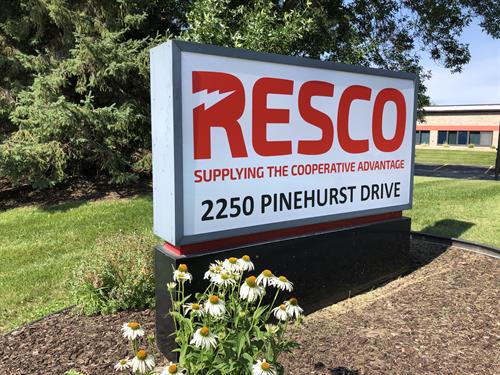 RESCO
SUPPLYING THE COOPERATIVE ADVANTAGE
2250 PINEHURST DRIVE